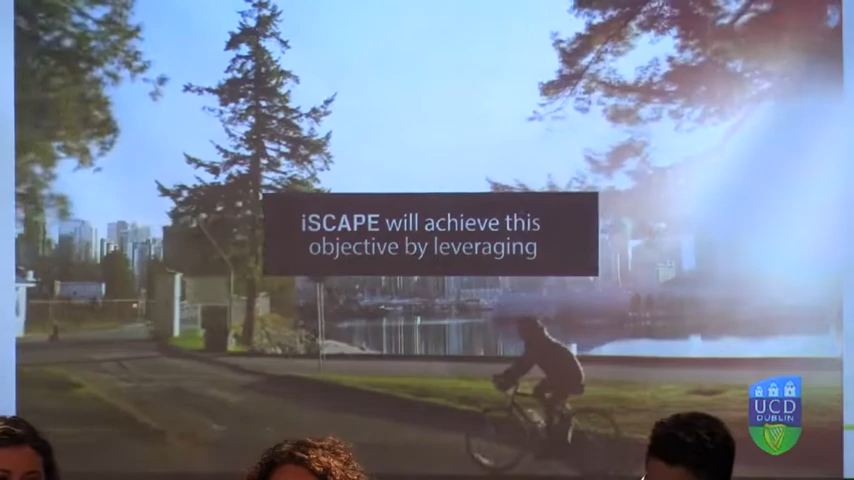 iSCAPE will achieve this
objective by leveraging
UCD
DUBLIN